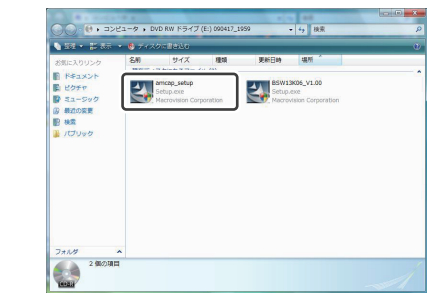 コンピュータ ▸ DVD RW ドライブ (E:) 090417_1959
検索
整理 表示 ディスクに書き込む
お気に入りリンク
名前 サイズ 種類 更新日時 場所
ドキュメント
ピクチャ
ミュージック
最近の変更
検索
パブリック
amcap_setup
Setup.exe
Macrovision Corporation
BSW13K06_V1.00
Setup.exe
Macrovision Corporation
フォルダ
2 個の項目
CD-R